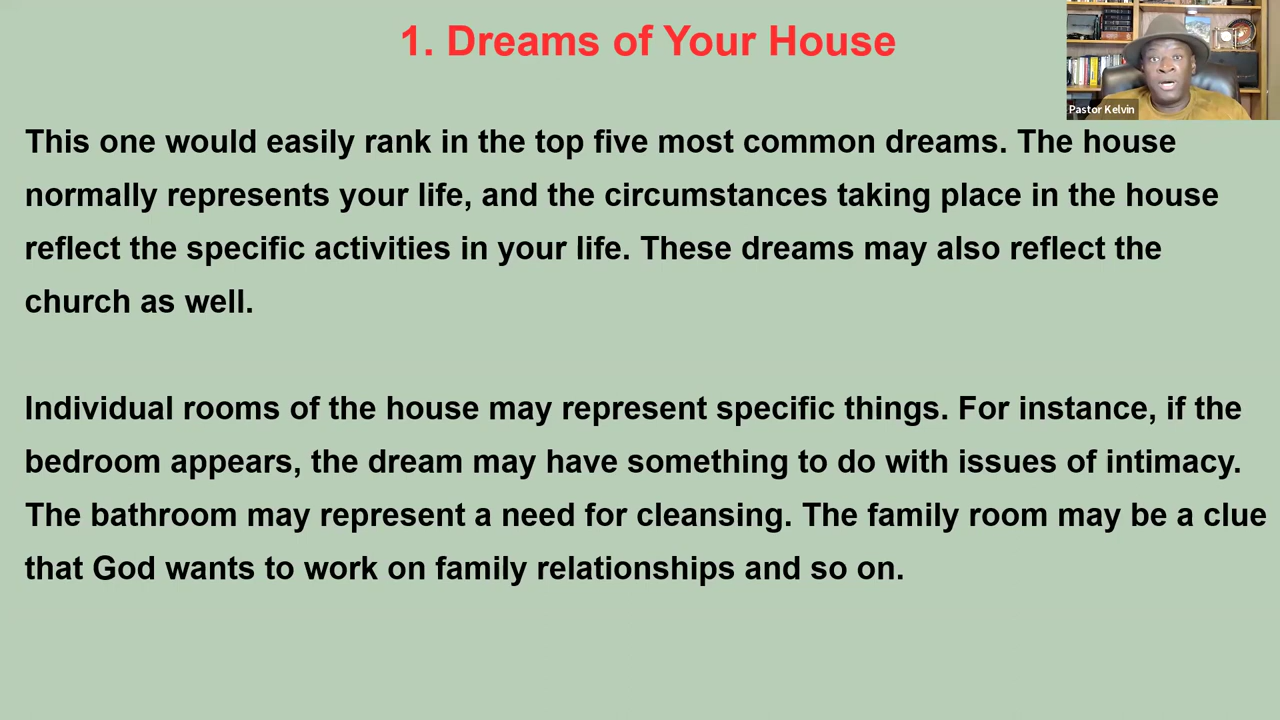 1. Dreams of Your House
Pastor Kelvin
This one would easily rank in the top five most common dreams. The house
normally represents your life, and the circumstances taking place in the house
reflect the specific activities in your life. These dreams may also reflect the
church as well.
Individual rooms of the house may represent specific things. For instance, if the
bedroom appears, the dream may have something to do with issues of intimacy.
The bathroom may represent a need for cleansing. The family room may be a clue
that God wants to work on family relationships and so on.